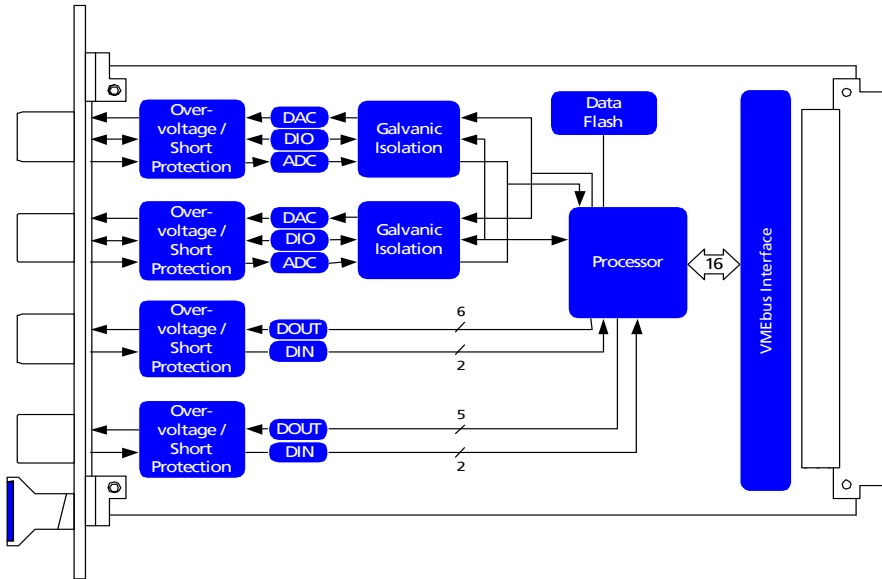 Over-
voltage /
Short
Protection
DAC
DIO
ADC
Galvanic
Isolation
Data
Flash
Over-
voltage /
Short
Protection
DAC
DIO
ADC
Galvanic
Isolation
Processor
16
VMEbus Interface
Over-
voltage /
Short
Protection
DOUT
DIN
6
2
Over-
voltage /
Short
Protection
DOUT
DIN
5
2